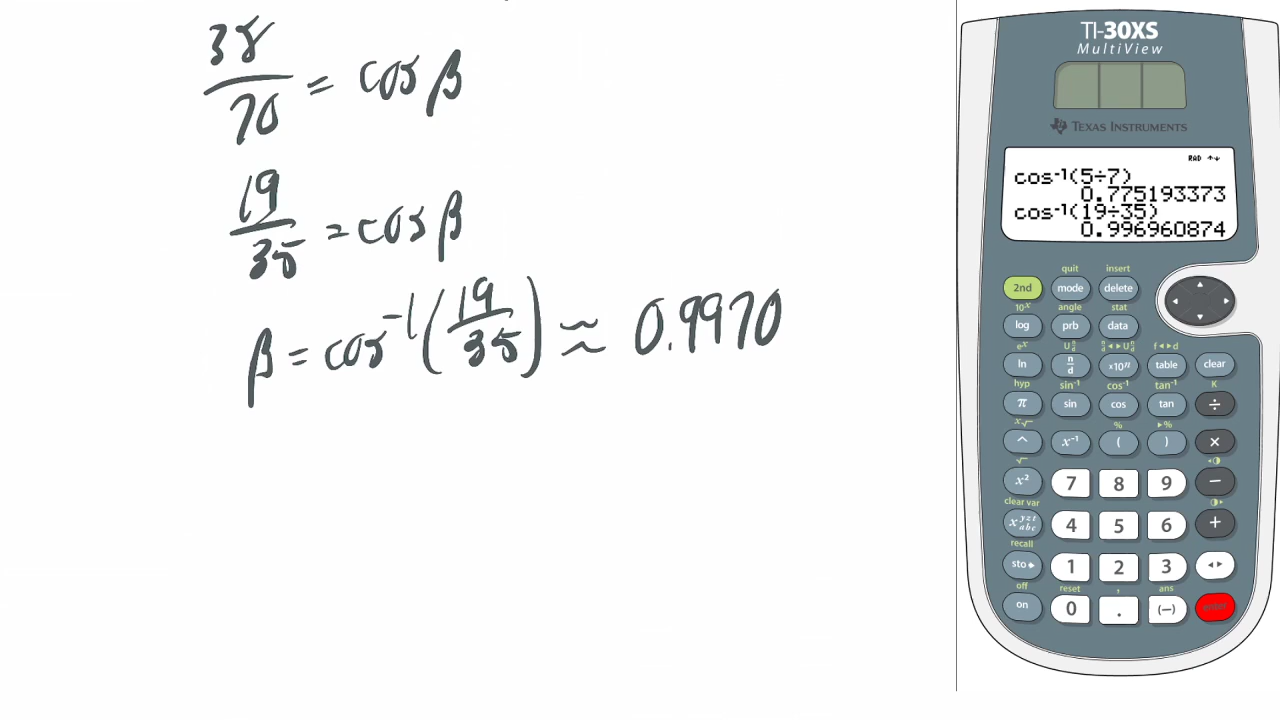 38/70 = cos β
19/35 = cos β
β = cos⁻¹(19/35) ≈ 0.9970
TI-30XS
MultiView
TEXAS INSTRUMENTS
RAD ↑↓
cos⁻¹(5÷7)
0.775193373
cos⁻¹(19÷35)
0.996960874
quit insert
2nd mode delete
10ˣ angle stat
log prb data
eˣ U n/d n/d ◄► U n/d f◄►d
ln n/d ×10ⁿ table clear
hyp sin⁻¹ cos⁻¹ tan⁻¹ K
π sin cos tan ÷
ˣ√ % ►%
^ x⁻¹ ( ) ×
√
x² 7 8 9 −
clear var
x yzt abc 4 5 6 +
recall
sto► 1 2 3 ◄►
off reset , ans
on 0 . (−) enter